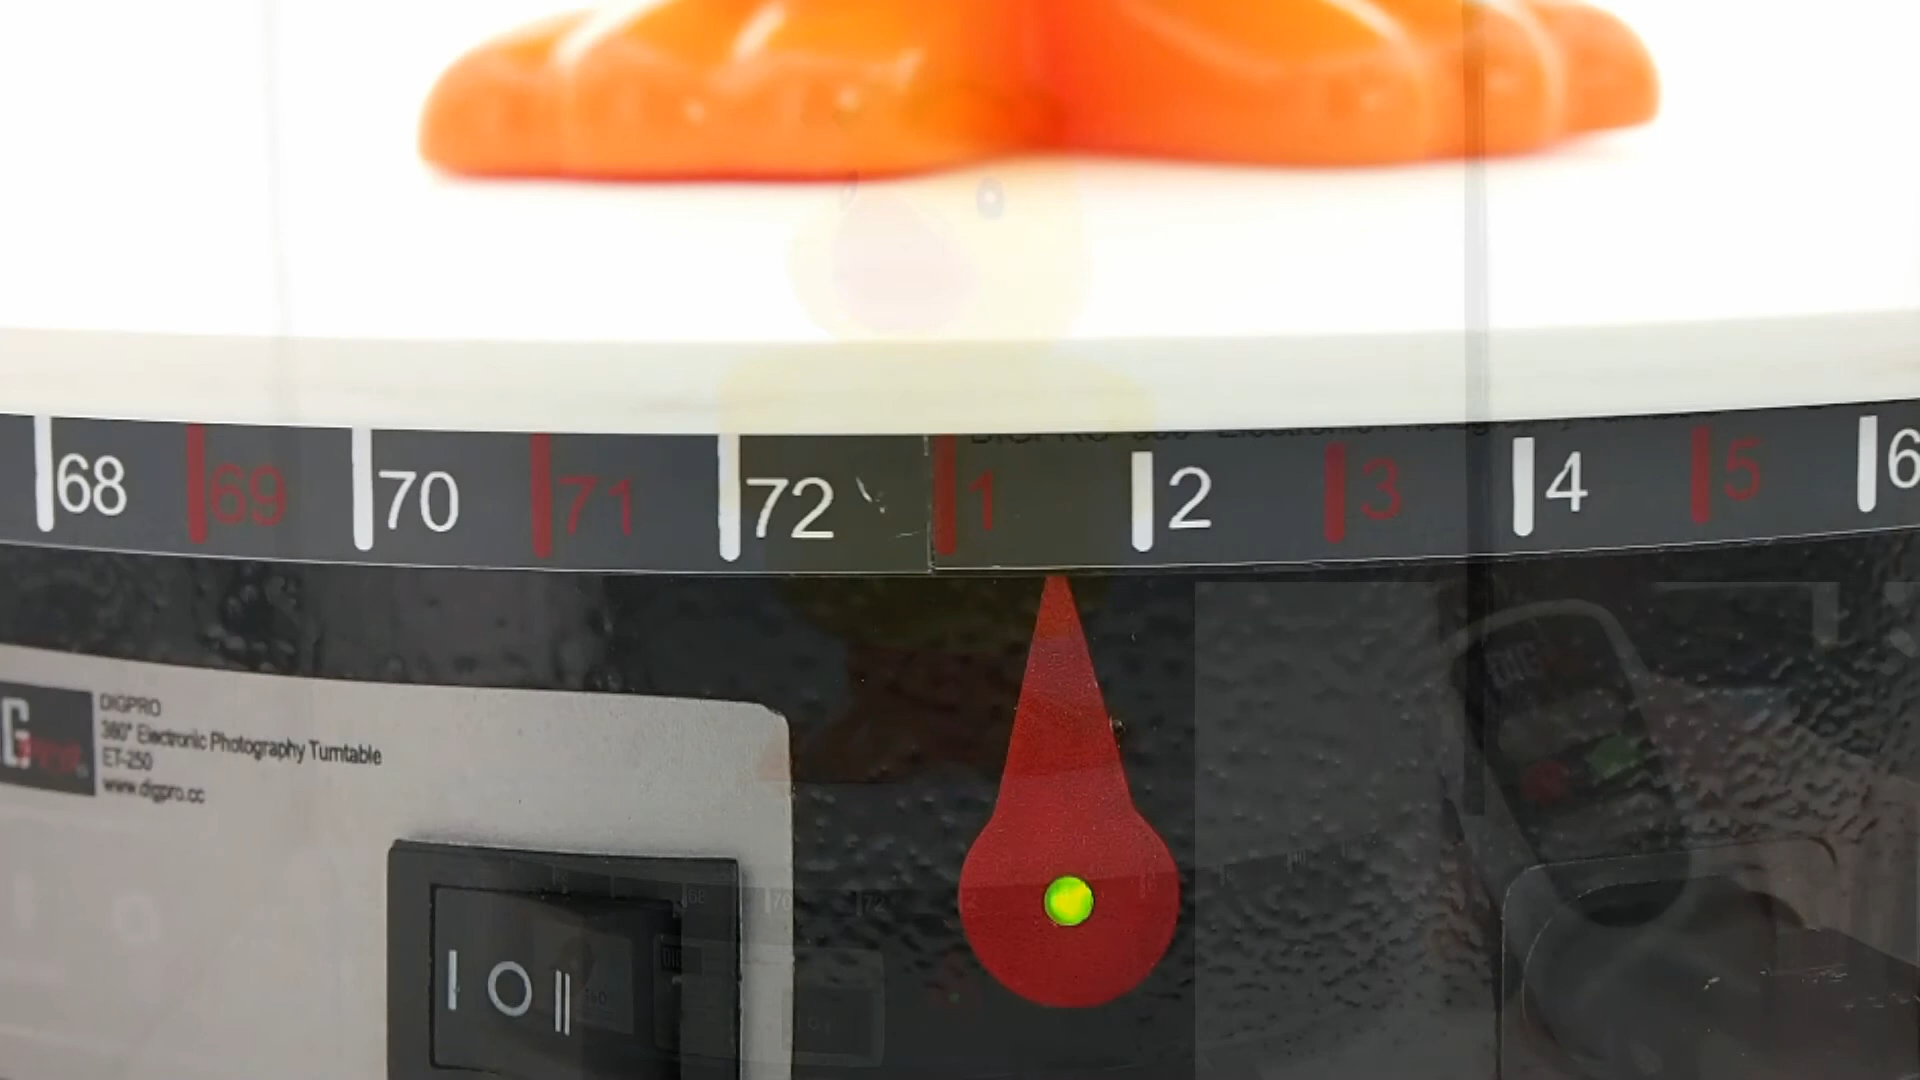 68 69 70 71 72 1 2 3 4 5 6
DIGPRO
360° Electronic Photography Turntable
ET-250
www.digpro.cc
I O II